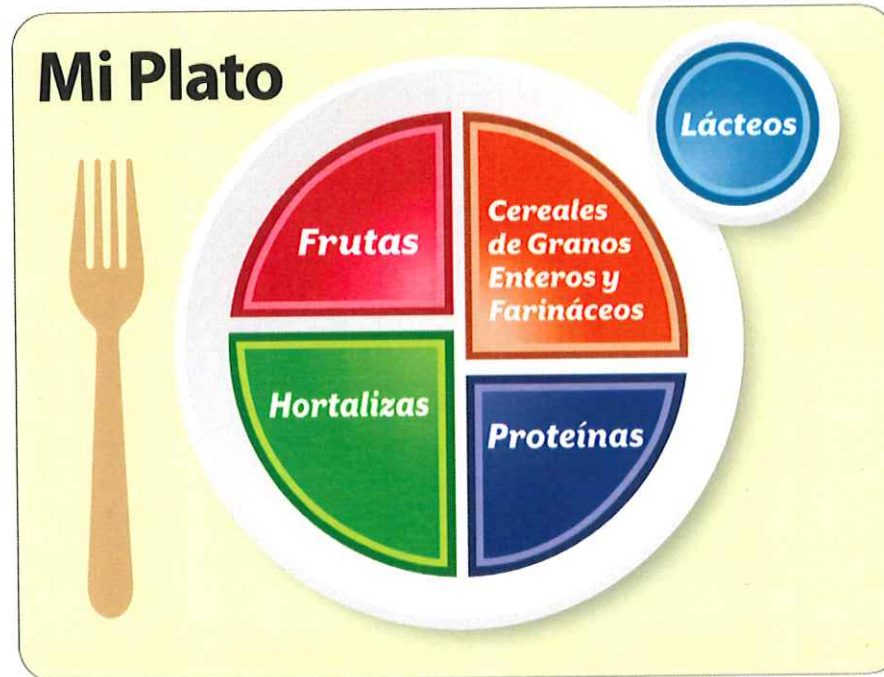 Mi Plato
Lácteos
Frutas
Cereales
de Granos
Enteros y
Farináceos
Hortalizas
Proteínas